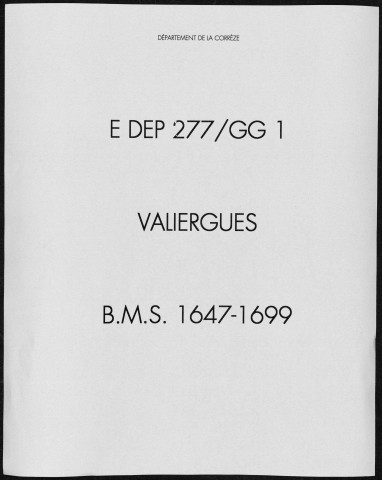 DÉPARTEMENT DE LA CORRÈZE
E DEP 277/GG 1
VALIERGUES
B.M.S. 1647-1699